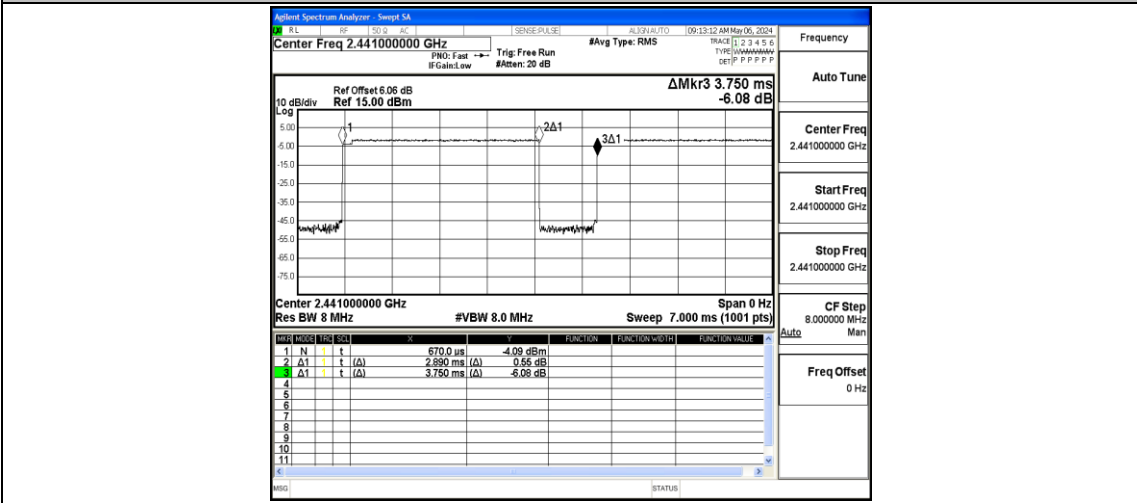 Agilent Spectrum Analyzer - Swept SA
RL RF 50 Ω AC SENSE:PULSE ALIGNAUTO 09:13:12 AM May 06, 2024
Center Freq 2.441000000 GHz #Avg Type: RMS TRACE 1 2 3 4 5 6
PNO: Fast Trig: Free Run TYPE
IFGain:Low #Atten: 20 dB DET P P P P P P
Frequency
Auto Tune
Center Freq
2.441000000 GHz
Start Freq
2.441000000 GHz
Stop Freq
2.441000000 GHz
CF Step
8.000000 MHz
Auto Man
Freq Offset
0 Hz
ΔMkr3 3.750 ms
-6.08 dB
Ref Offset 6.06 dB
10 dB/div Ref 15.00 dBm
Log
5.00
-5.00
-15.0
-25.0
-35.0
-45.0
-55.0
-65.0
-75.0
1
2Δ1
3Δ1
Center 2.441000000 GHz Span 0 Hz
Res BW 8 MHz #VBW 8.0 MHz Sweep 7.000 ms (1001 pts)
MKR MODE TRC SCL X Y FUNCTION FUNCTION WIDTH FUNCTION VALUE
1 N 1 t 670.0 us -4.09 dBm
2 Δ1 1 t (Δ) 2.890 ms (Δ) 0.55 dB
3 Δ1 1 t (Δ) 3.750 ms (Δ) -6.08 dB
4
5
6
7
8
9
10
11
MSG STATUS